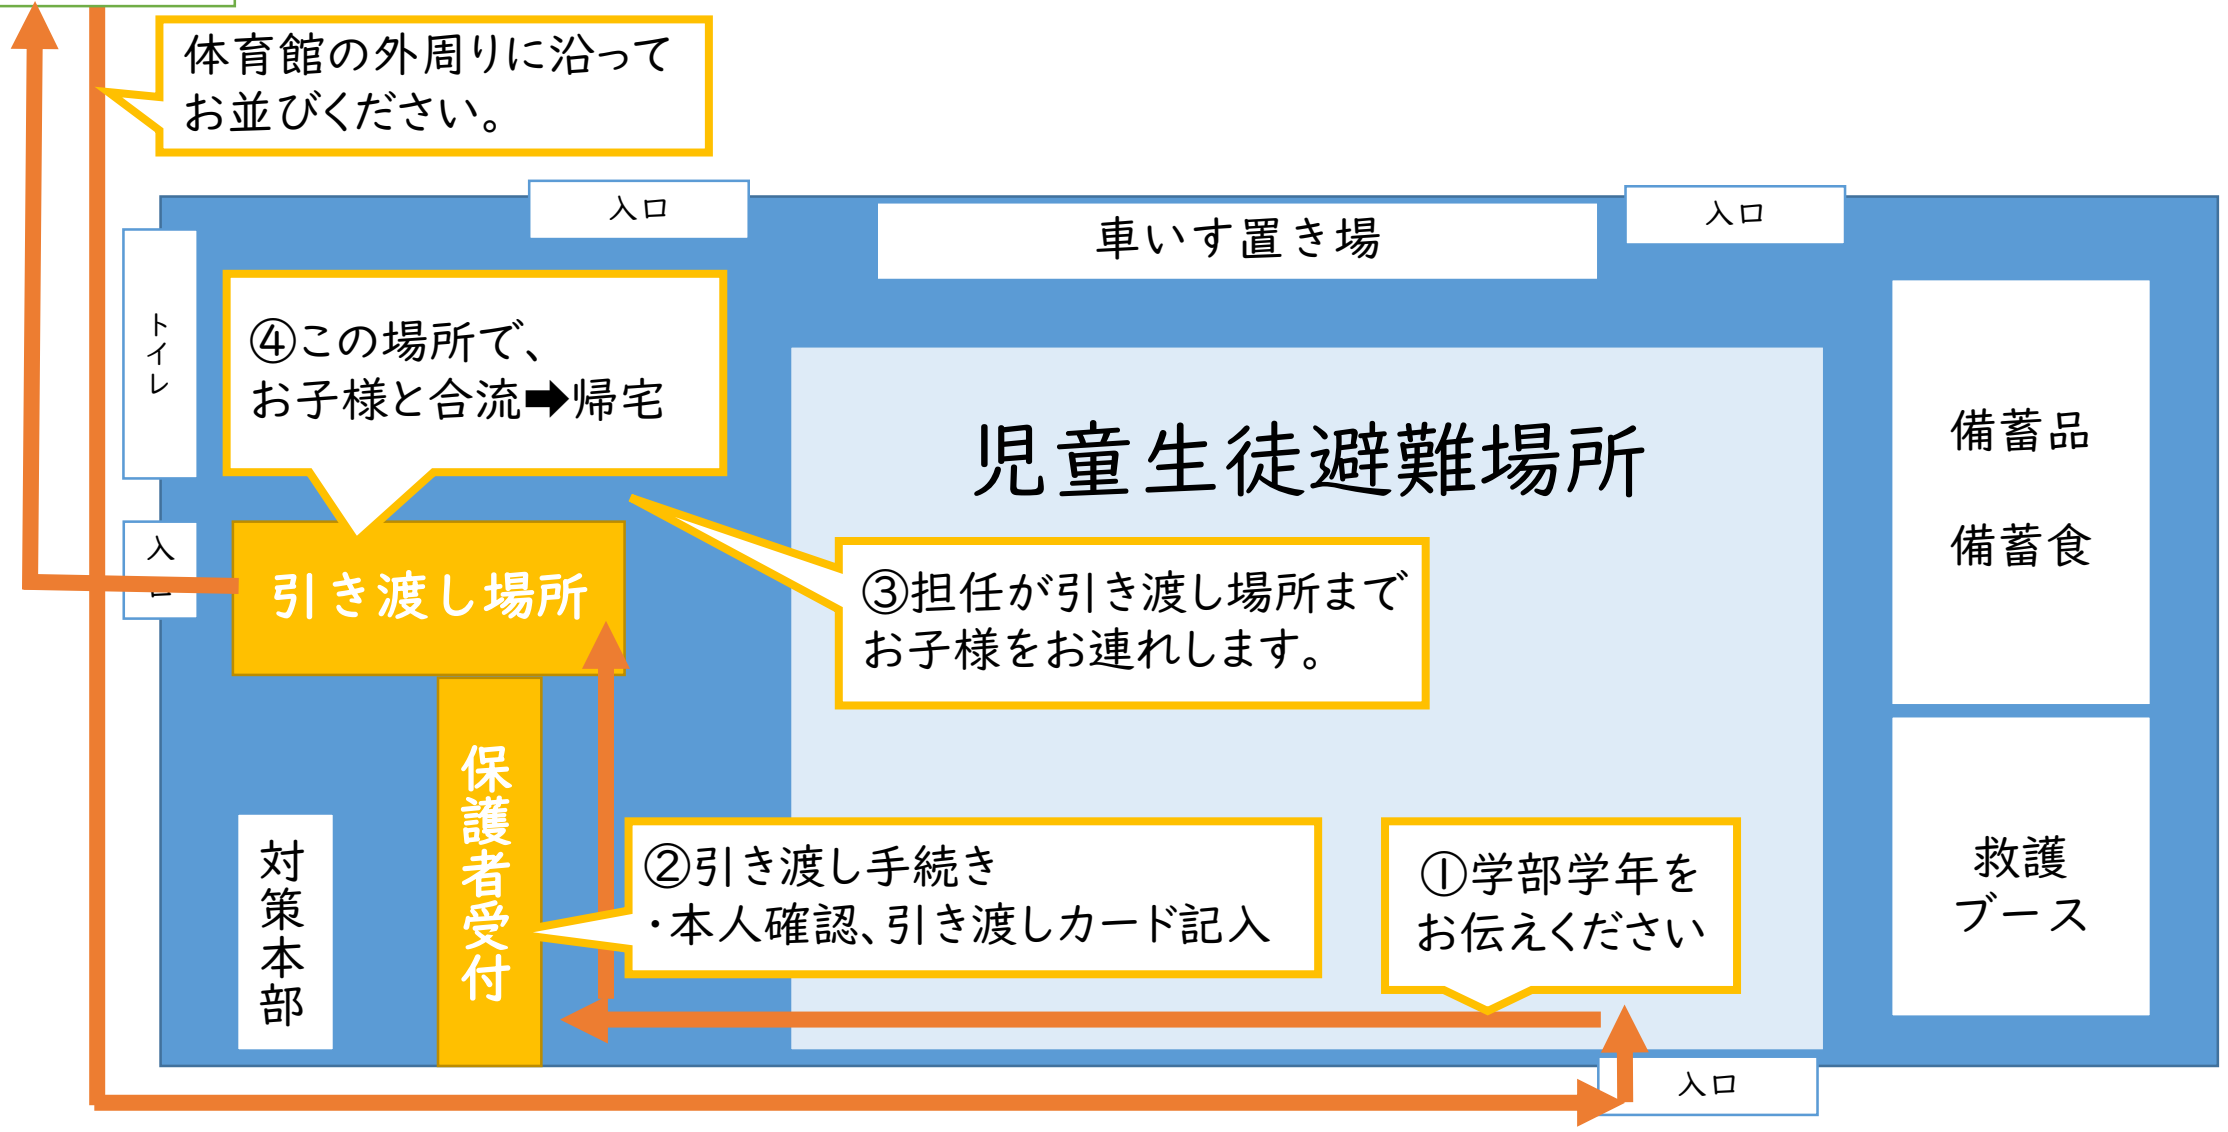 体育館の外周りに沿って
お並びください。
入口
車いす置き場
入口
トイレ
④この場所で、
お子様と合流➡帰宅
児童生徒避難場所
備蓄品
備蓄食
入口
引き渡し場所
③担任が引き渡し場所まで
お子様をお連れします。
保護者受付
対策本部
②引き渡し手続き
・本人確認、引き渡しカード記入
①学部学年を
お伝えください
救護
ブース
入口